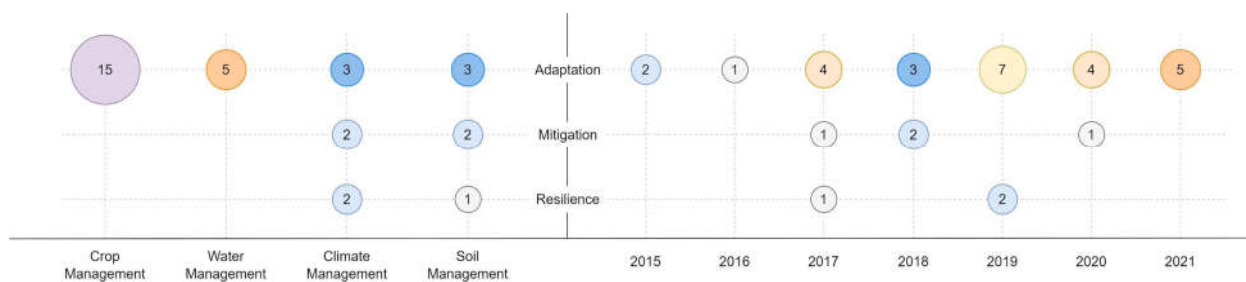 15 5 3 3 Adaptation 2 1 4 3 7 4 5
2 2 Mitigation 1 2 1
2 1 Resilience 1 2
Crop Water Climate Soil
Management Management Management Management
2015 2016 2017 2018 2019 2020 2021